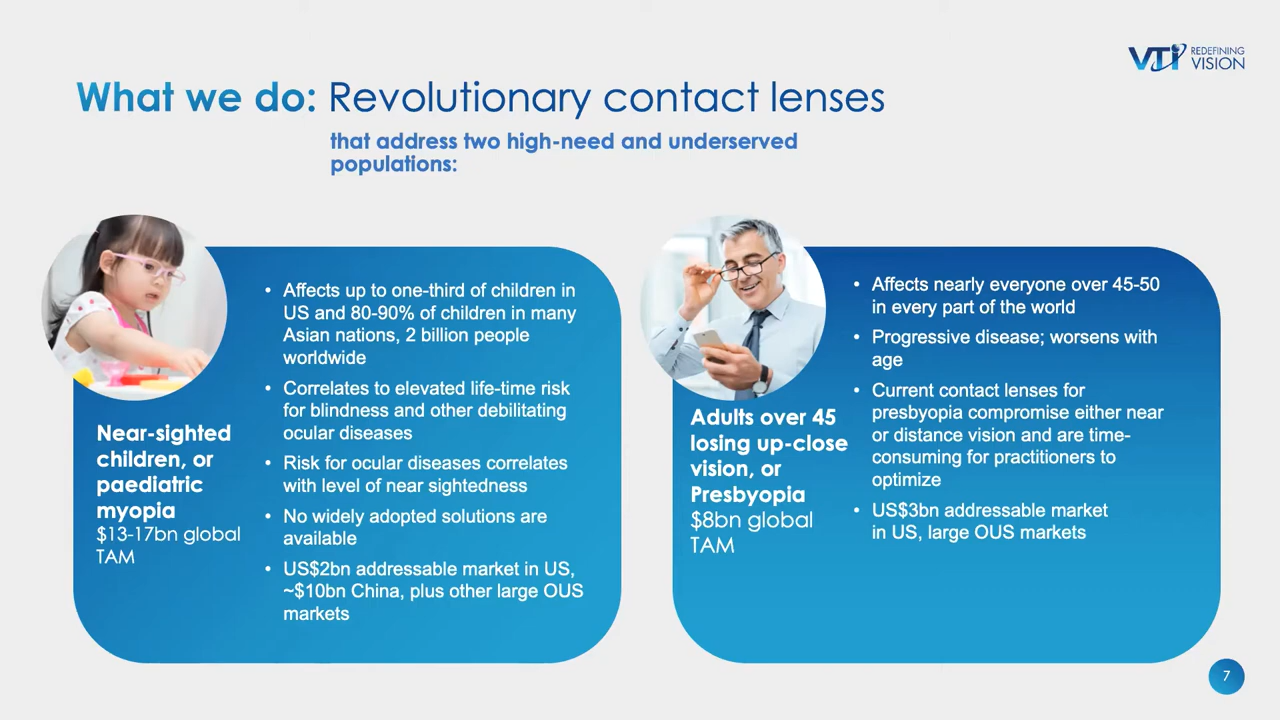 VTi REDEFINING
VISION
What we do: Revolutionary contact lenses
that address two high-need and underserved
populations:
Near-sighted
children, or
paediatric
myopia
$13-17bn global
TAM
• Affects up to one-third of children in
US and 80-90% of children in many
Asian nations, 2 billion people
worldwide
• Correlates to elevated life-time risk
for blindness and other debilitating
ocular diseases
• Risk for ocular diseases correlates
with level of near sightedness
• No widely adopted solutions are
available
• US$2bn addressable market in US,
~$10bn China, plus other large OUS
markets
Adults over 45
losing up-close
vision, or
Presbyopia
$8bn global
TAM
• Affects nearly everyone over 45-50
in every part of the world
• Progressive disease; worsens with
age
• Current contact lenses for
presbyopia compromise either near
or distance vision and are time-
consuming for practitioners to
optimize
• US$3bn addressable market
in US, large OUS markets
7